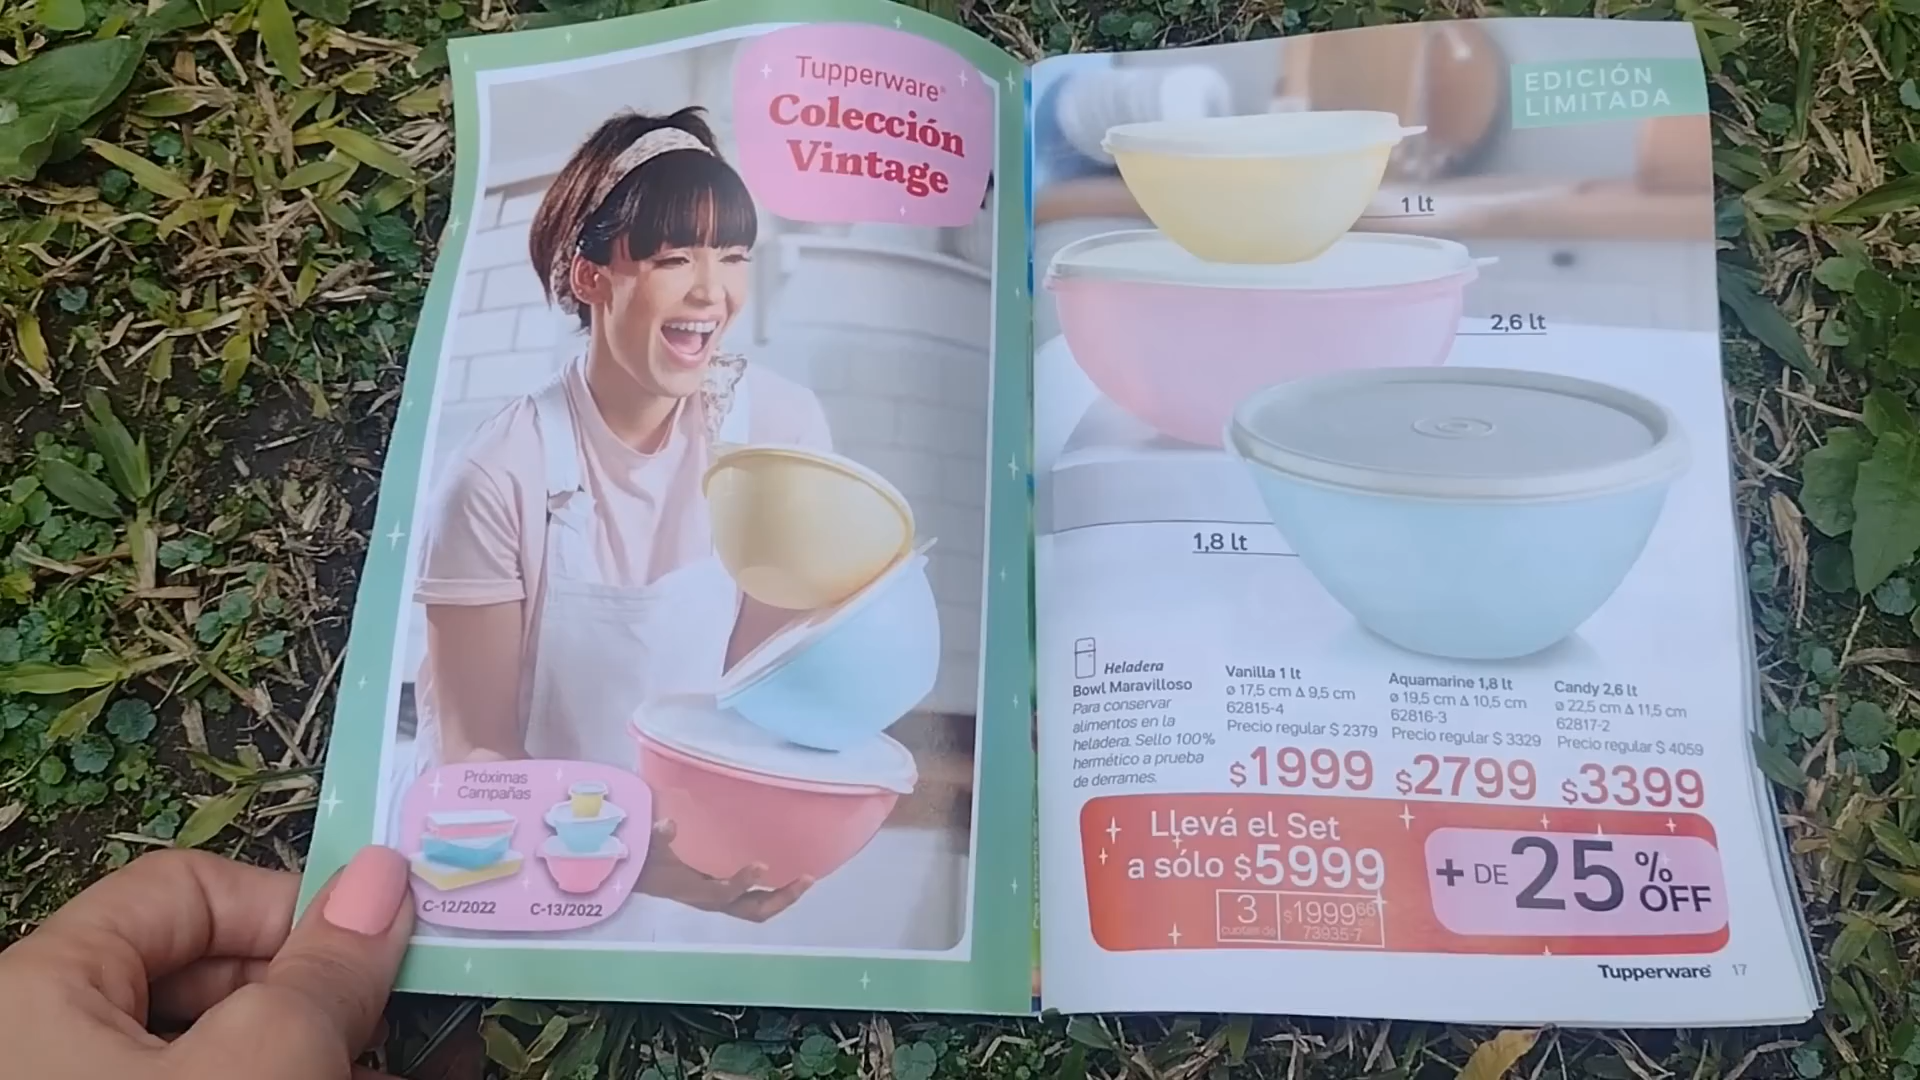 Tupperware®
Colección
Vintage
Próximas
Campañas
C-12/2022
C-13/2022
EDICIÓN
LIMITADA
1 lt
2,6 lt
1,8 lt
Heladera
Bowl Maravilloso
Para conservar
alimentos en la
heladera. Sello 100%
hermético a prueba
de derrames.
Vanilla 1 lt
ø 17,5 cm Δ 9,5 cm
62815-4
Precio regular $ 2379
$1999
Aquamarine 1,8 lt
ø 19,5 cm Δ 10,5 cm
62816-3
Precio regular $ 3329
$2799
Candy 2,6 lt
ø 22,5 cm Δ 11,5 cm
62817-2
Precio regular $ 4059
$3399
Llevá el Set
a sólo $5999
3
cuotas de
$1999⁶⁶
73935-7
+ DE 25% OFF
Tupperware® 17